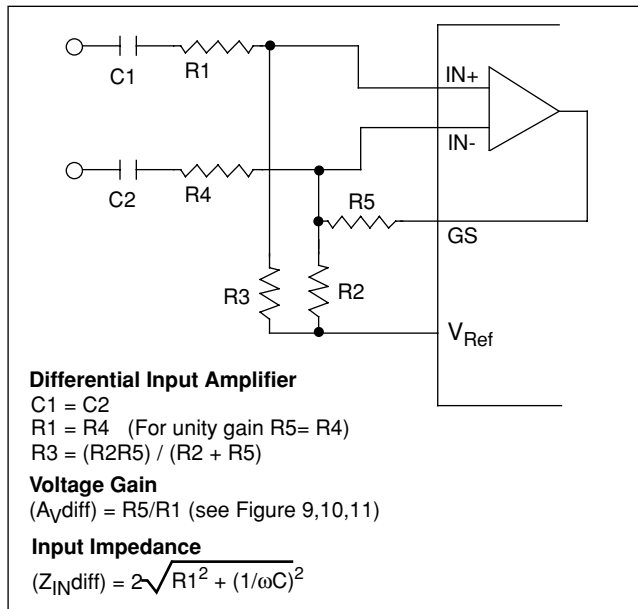 C1 R1 IN+
IN-
C2 R4 R5
GS
R3 R2
VRef
Differential Input Amplifier
C1 = C2
R1 = R4 (For unity gain R5= R4)
R3 = (R2R5) / (R2 + R5)
Voltage Gain
(AVdiff) = R5/R1 (see Figure 9,10,11)
Input Impedance
(ZINdiff) = 2√R1² + (1/ωC)²